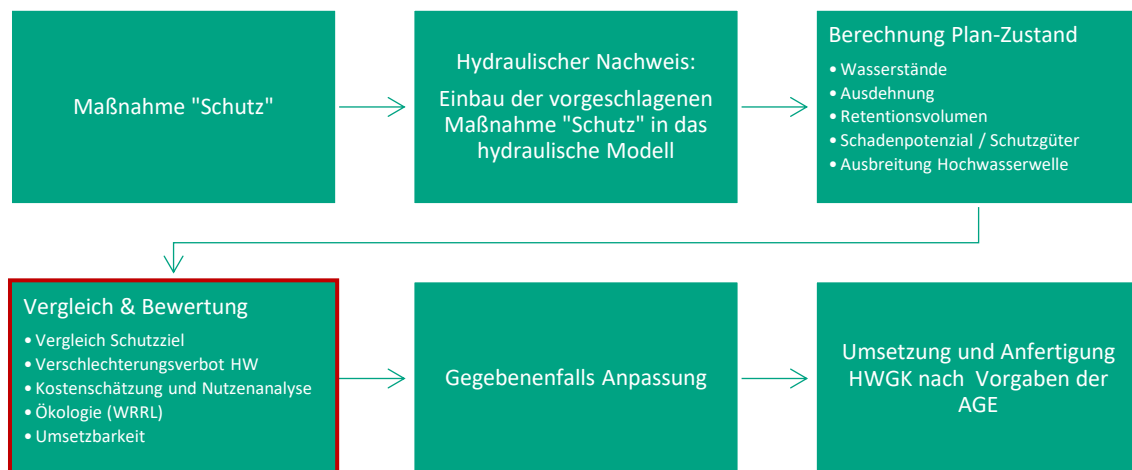 Maßnahme "Schutz"
Hydraulischer Nachweis:
Einbau der vorgeschlagenen
Maßnahme "Schutz" in das
hydraulische Modell
Berechnung Plan-Zustand
• Wasserstände
• Ausdehnung
• Retentionsvolumen
• Schadenpotenzial / Schutzgüter
• Ausbreitung Hochwasserwelle
Vergleich & Bewertung
• Vergleich Schutzziel
• Verschlechterungsverbot HW
• Kostenschätzung und Nutzenanalyse
• Ökologie (WRRL)
• Umsetzbarkeit
Gegebenenfalls Anpassung
Umsetzung und Anfertigung
HWGK nach Vorgaben der
AGE